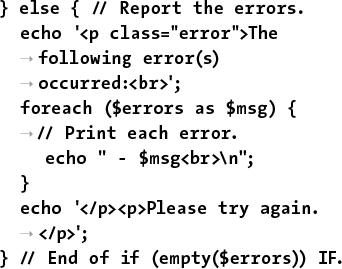 } else { // Report the errors.
echo '<p class="error">The
→ following error(s)
→ occurred:<br>';
foreach ($errors as $msg) {
→ // Print each error.
echo " - $msg<br>\n";
}
echo '</p><p>Please try again.
→ </p>';
} // End of if (empty($errors)) IF.